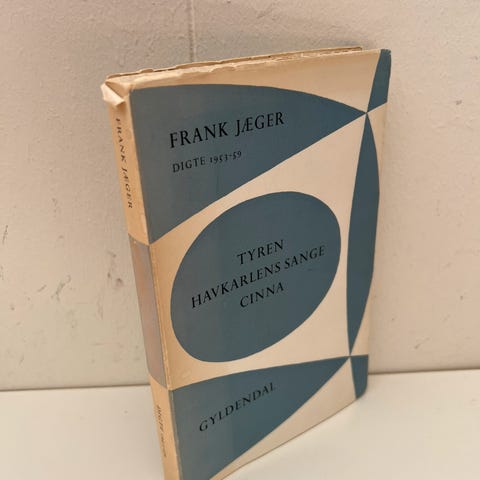 FRANK JÆGER
DIGTE 1953-59
TYREN
HAVKARLENS SANGE
CINNA
GYLDENDAL
FRANK JÆGER